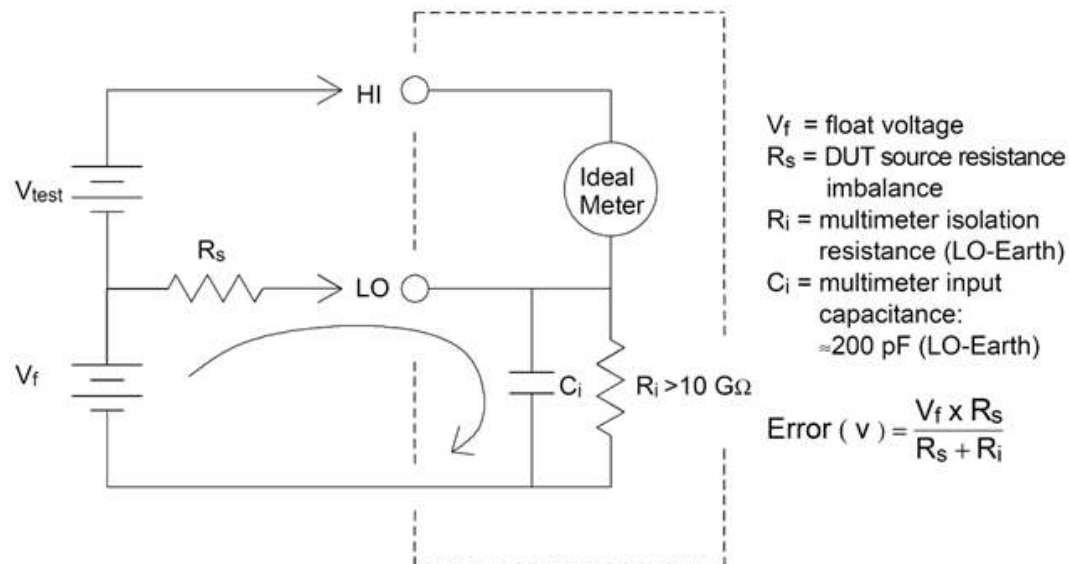 HI
Ideal
Meter
Vtest
Rs
LO
Vf
Ci
Ri >10 GΩ
Vf = float voltage
Rs = DUT source resistance
imbalance
Ri = multimeter isolation
resistance (LO-Earth)
Ci = multimeter input
capacitance:
≈200 pF (LO-Earth)
Error ( v ) = Vf x Rs / Rs + Ri